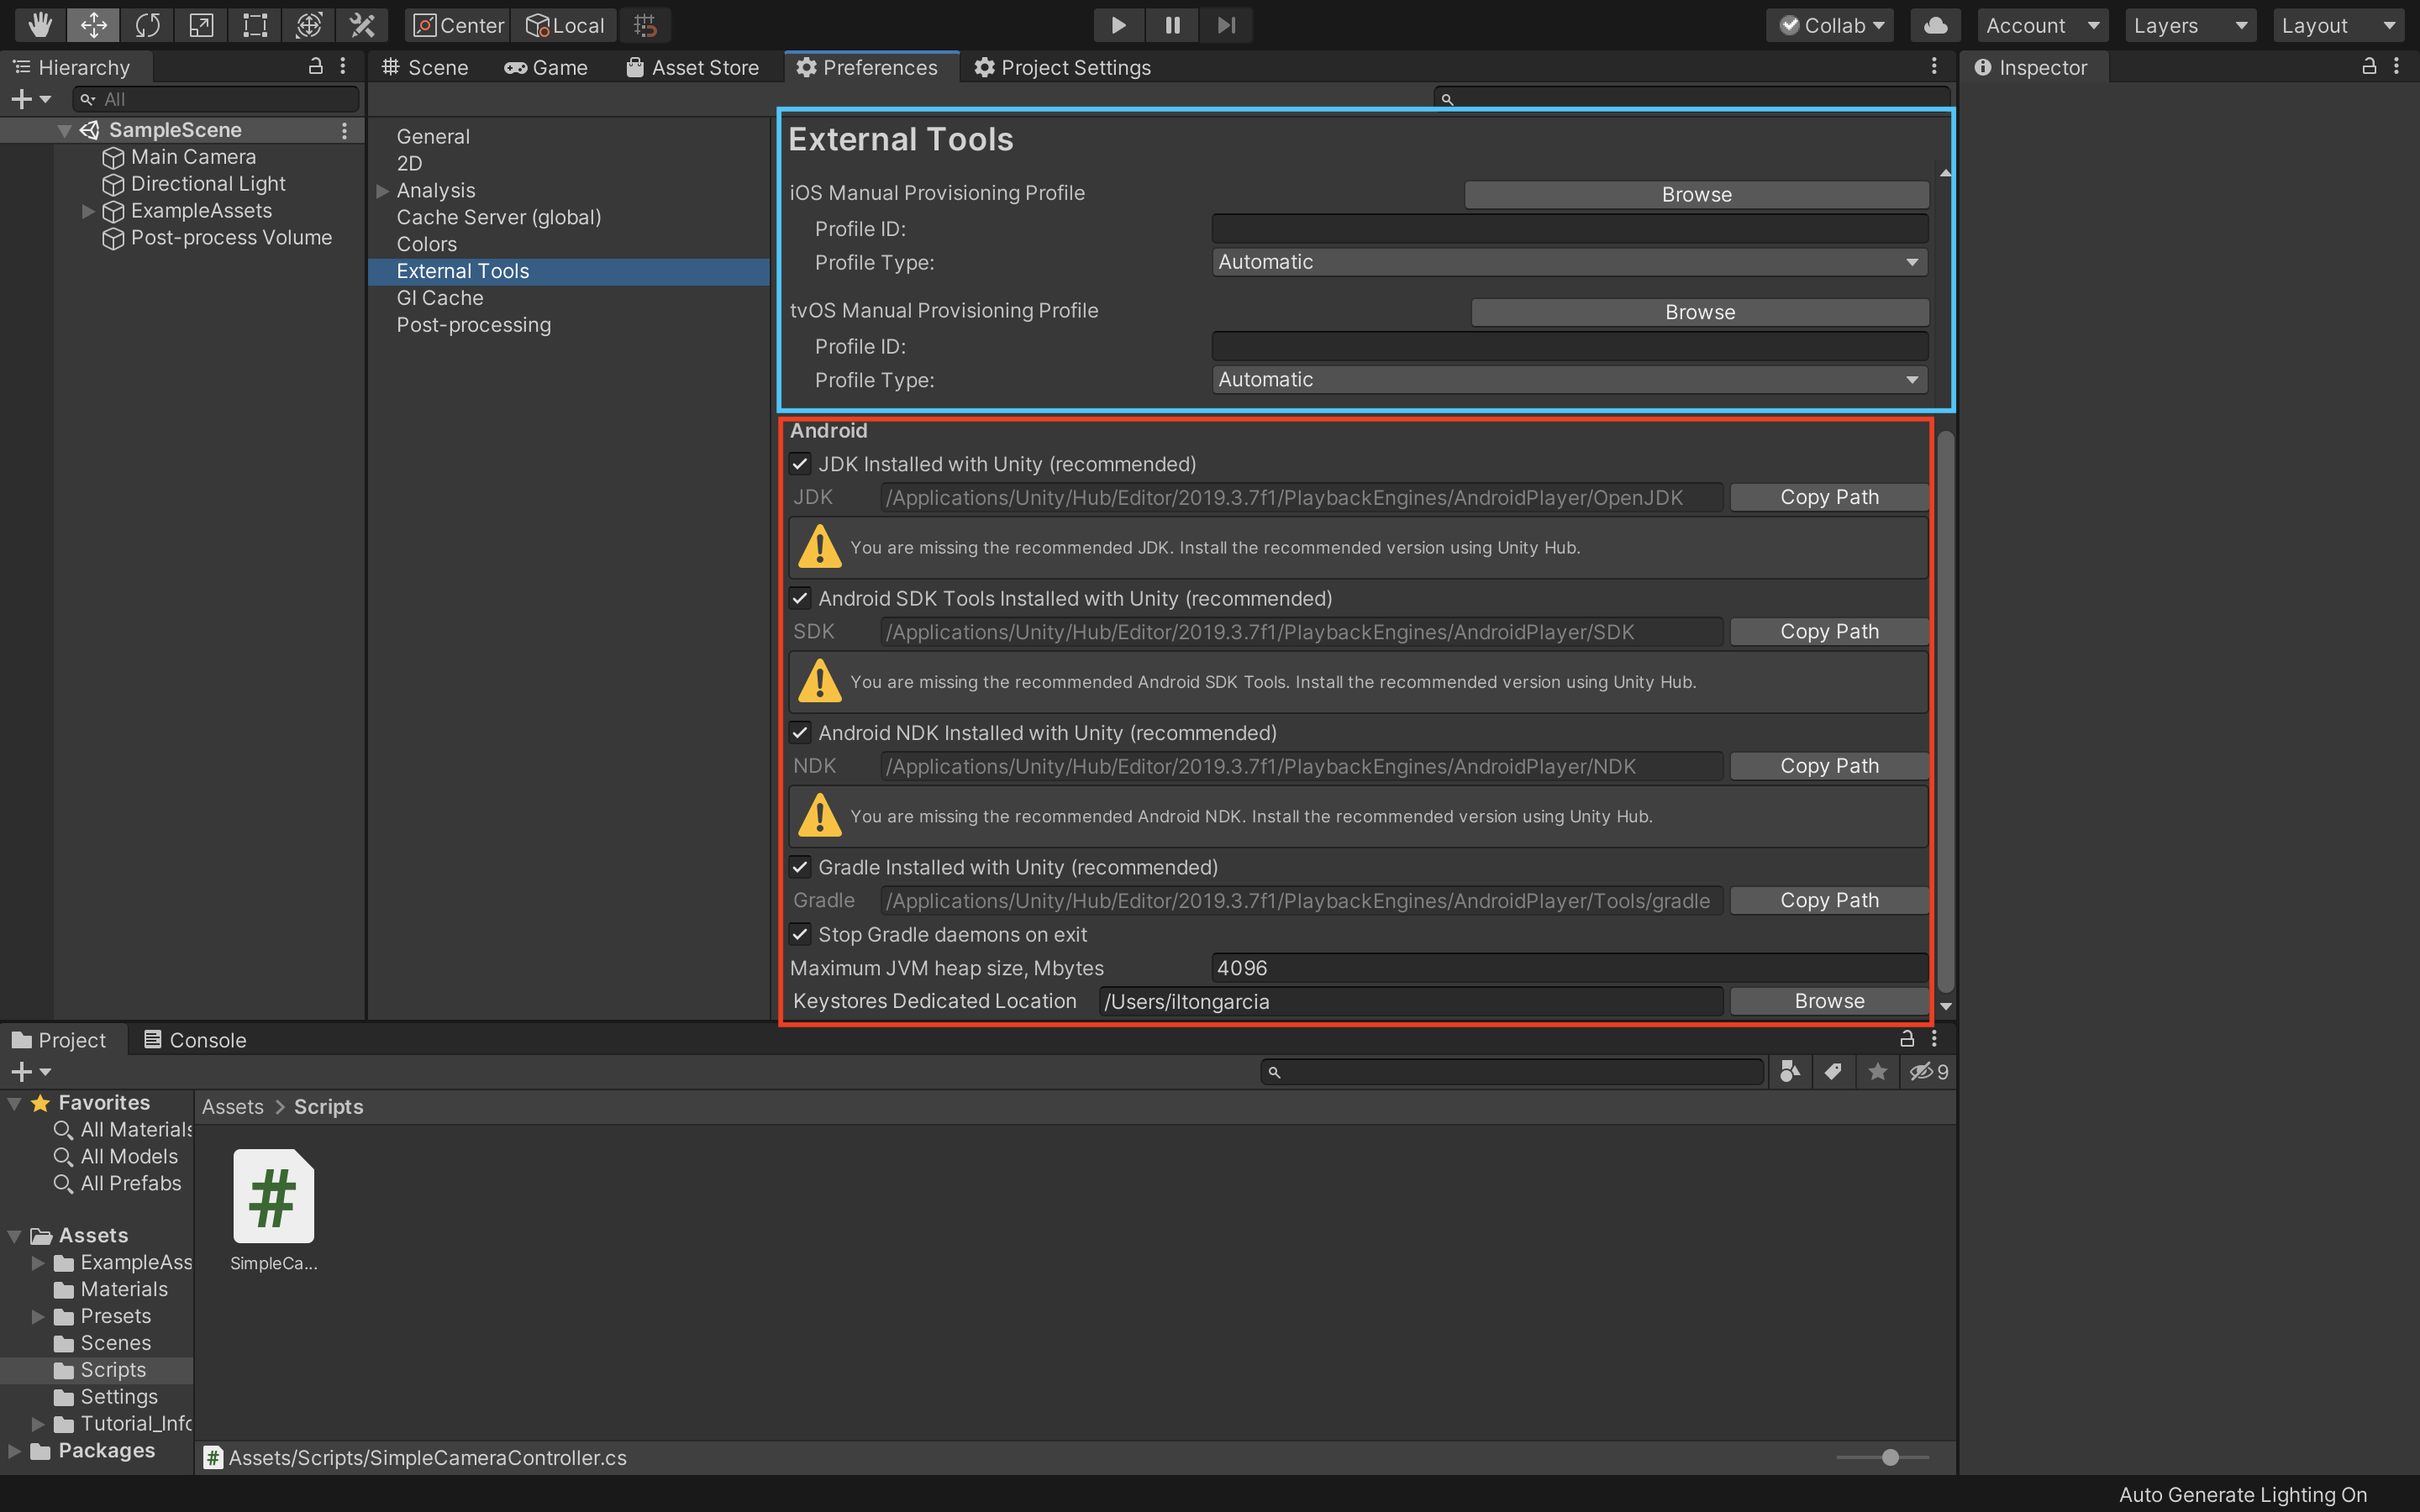 Center
Local
Collab
Account
Layers
Layout
Hierarchy
Scene
Game
Asset Store
Preferences
Project Settings
Inspector
All
SampleScene
Main Camera
Directional Light
ExampleAssets
Post-process Volume
General
2D
Analysis
Cache Server (global)
Colors
External Tools
GI Cache
Post-processing
External Tools
iOS Manual Provisioning Profile
Browse
Profile ID:
Profile Type:
Automatic
tvOS Manual Provisioning Profile
Browse
Profile ID:
Profile Type:
Automatic
Android
JDK Installed with Unity (recommended)
JDK
/Applications/Unity/Hub/Editor/2019.3.7f1/PlaybackEngines/AndroidPlayer/OpenJDK
Copy Path
You are missing the recommended JDK. Install the recommended version using Unity Hub.
Android SDK Tools Installed with Unity (recommended)
SDK
/Applications/Unity/Hub/Editor/2019.3.7f1/PlaybackEngines/AndroidPlayer/SDK
Copy Path
You are missing the recommended Android SDK Tools. Install the recommended version using Unity Hub.
Android NDK Installed with Unity (recommended)
NDK
/Applications/Unity/Hub/Editor/2019.3.7f1/PlaybackEngines/AndroidPlayer/NDK
Copy Path
You are missing the recommended Android NDK. Install the recommended version using Unity Hub.
Gradle Installed with Unity (recommended)
Gradle
/Applications/Unity/Hub/Editor/2019.3.7f1/PlaybackEngines/AndroidPlayer/Tools/gradle
Copy Path
Stop Gradle daemons on exit
Maximum JVM heap size, Mbytes
4096
Keystores Dedicated Location
/Users/iltongarcia
Browse
Project
Console
9
Favorites
All Materials
All Models
All Prefabs
Assets
ExampleAss
Materials
Presets
Scenes
Scripts
Settings
Tutorial_Info
Packages
Assets > Scripts
#
SimpleCa...
Assets/Scripts/SimpleCameraController.cs
Auto Generate Lighting On